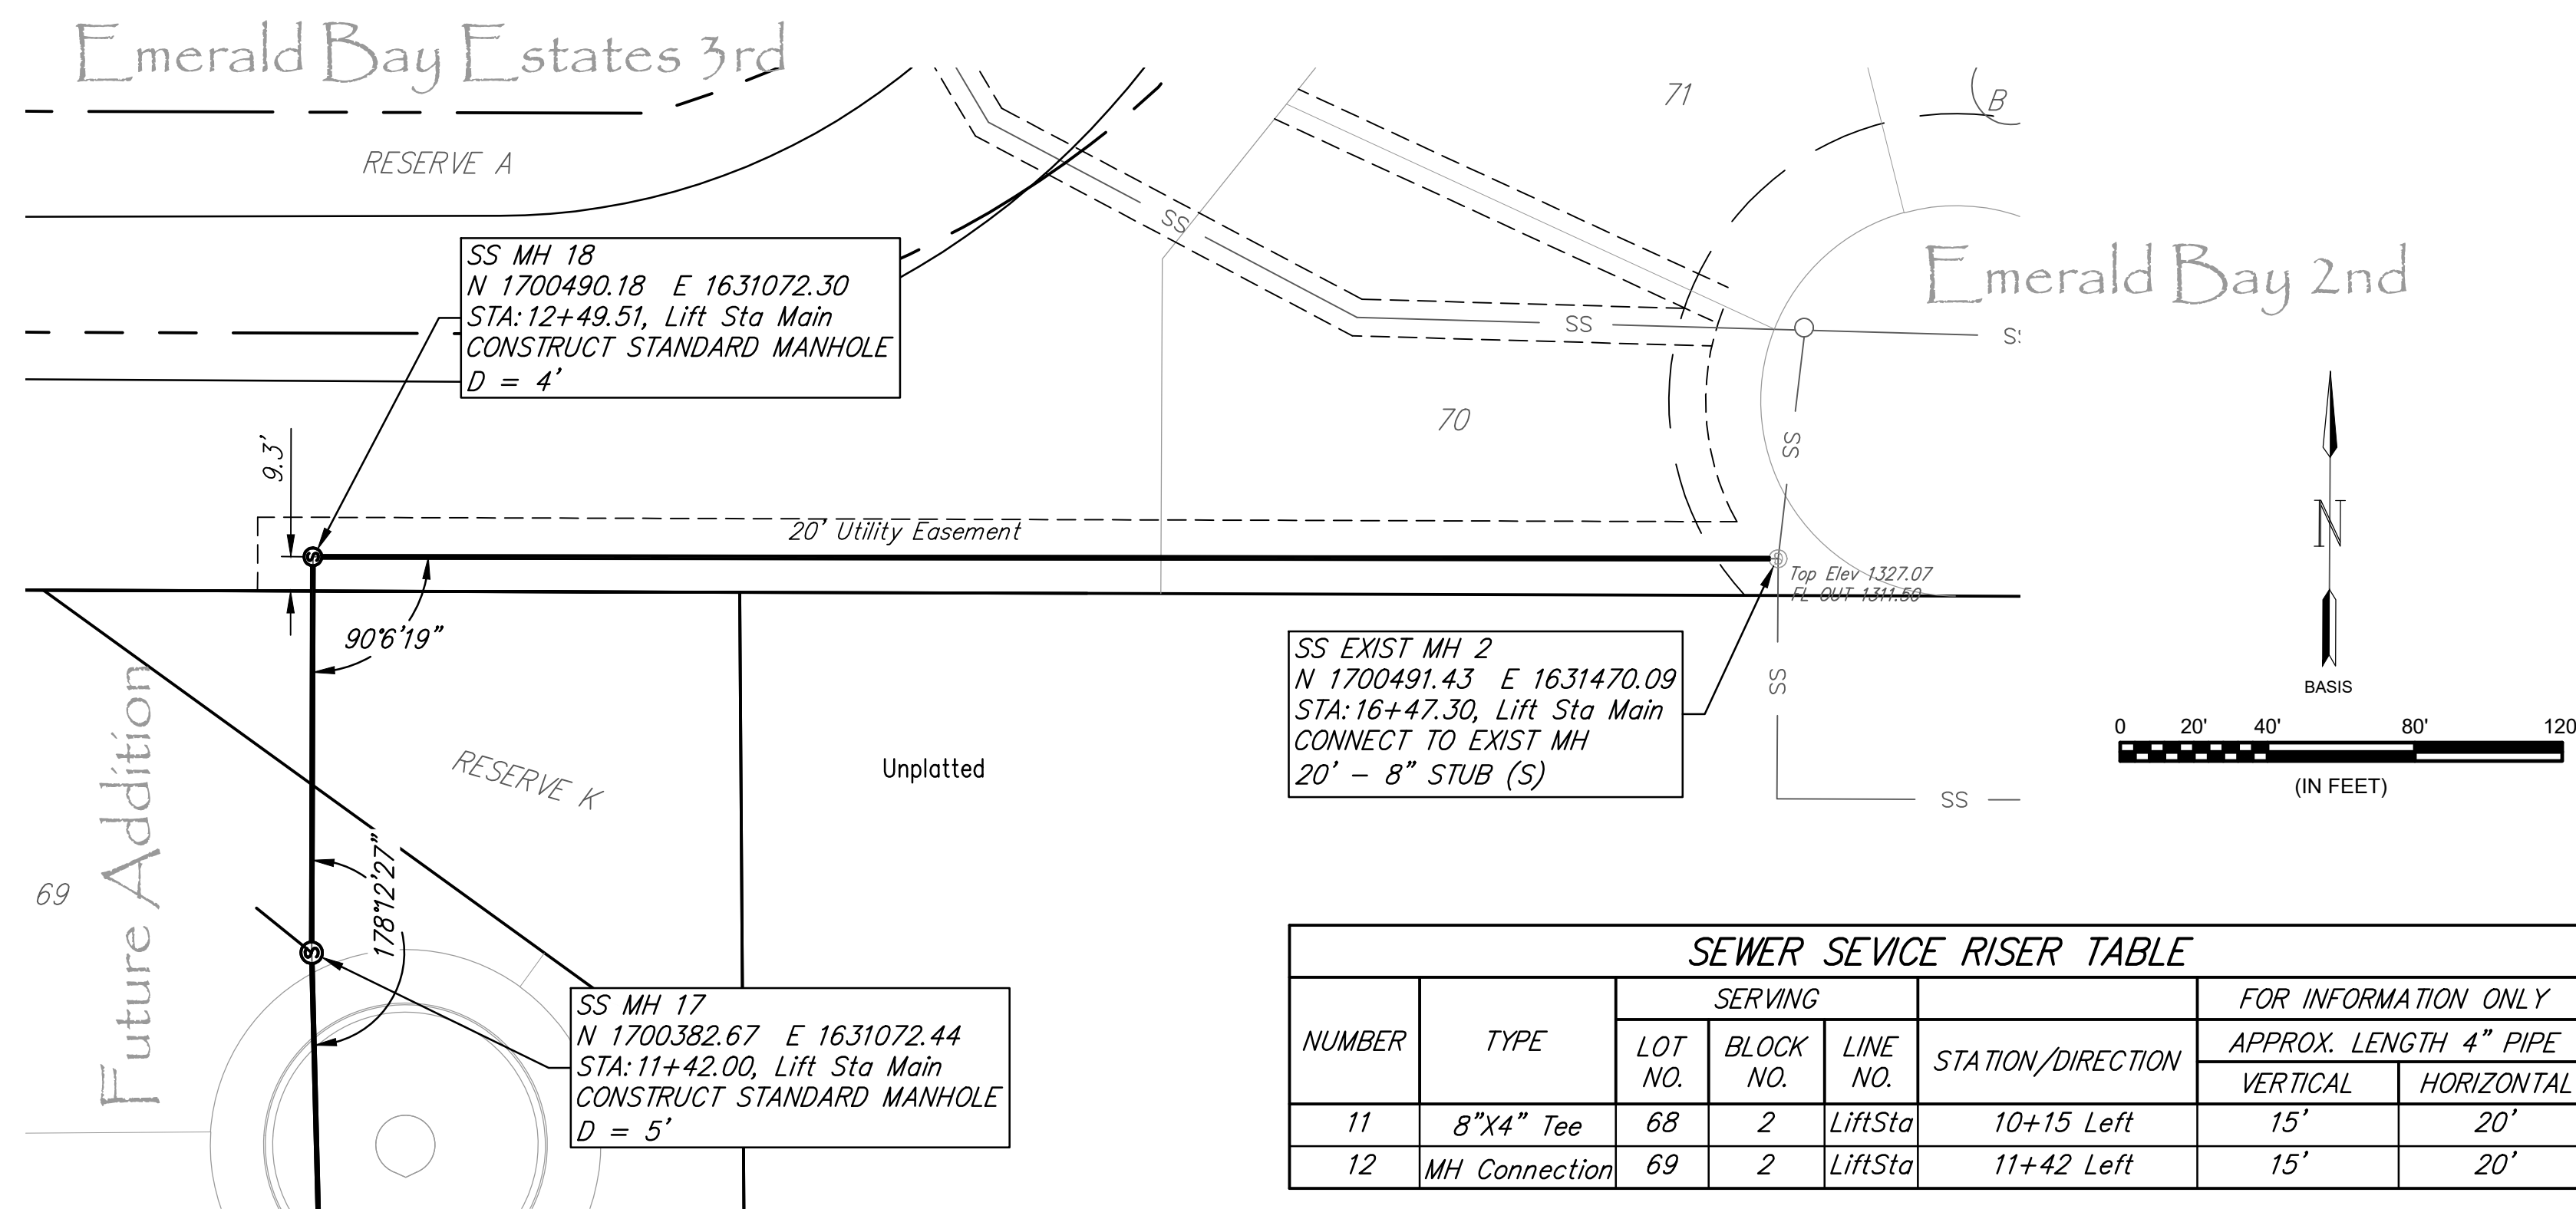 Emerald Bay Estates 3rd
71
B
RESERVE A
SS
SS MH 18
N 1700490.18 E 1631072.30
STA: 12+49.51, Lift Sta Main
CONSTRUCT STANDARD MANHOLE
D = 4'
Emerald Bay 2nd
SS
9.3'
70
SS
20' Utility Easement
S
Top Elev 1327.07
FL OUT 1311.50
90°6'19"
SS EXIST MH 2
N 1700491.43 E 1631470.09
STA: 16+47.30, Lift Sta Main
CONNECT TO EXIST MH
20' - 8" STUB (S)
SS
N
BASIS
0 20' 40' 80' 120
(IN FEET)
Future Addition
RESERVE K
Unplatted
SS
69
178°12'27"
S
SS MH 17
N 1700382.67 E 1631072.44
STA: 11+42.00, Lift Sta Main
CONSTRUCT STANDARD MANHOLE
D = 5'
SEWER SEVICE RISER TABLE
NUMBER TYPE SERVING STATION/DIRECTION FOR INFORMATION ONLY
LOT NO. BLOCK NO. LINE NO. APPROX. LENGTH 4" PIPE
VERTICAL HORIZONTAL
11 8"X4" Tee 68 2 LiftSta 10+15 Left 15' 20'
12 MH Connection 69 2 LiftSta 11+42 Left 15' 20'